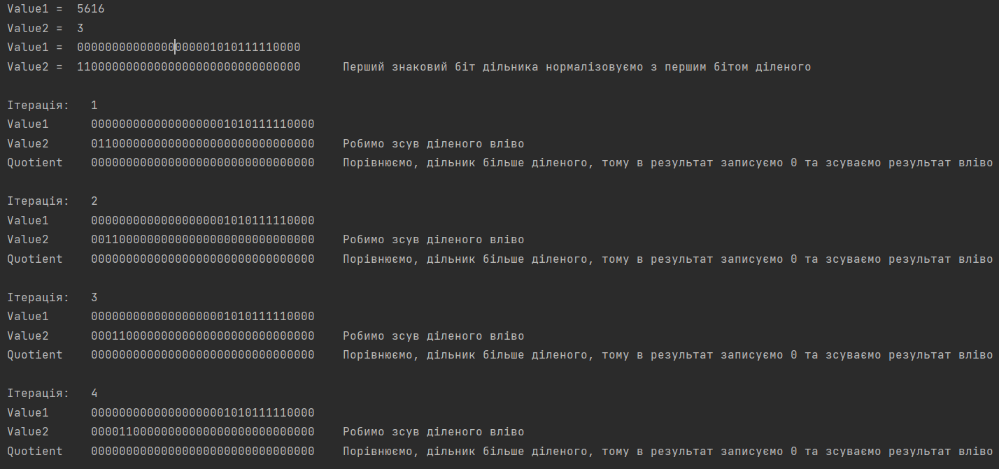 Value1 =  5616
Value2 =  3
Value1 =  00000000000000000001010111110000
Value2 =  11000000000000000000000000000000      Перший знаковий біт дільника нормалізовуємо з першим бітом діленого
Ітерація:   1
Value1      00000000000000000001010111110000
Value2      01100000000000000000000000000000    Робимо зсув діленого вліво
Quotient    00000000000000000000000000000000    Порівнюємо, дільник більше діленого, тому в результат записуємо 0 та зсуваємо результат вліво
Ітерація:   2
Value1      00000000000000000001010111110000
Value2      00110000000000000000000000000000    Робимо зсув діленого вліво
Quotient    00000000000000000000000000000000    Порівнюємо, дільник більше діленого, тому в результат записуємо 0 та зсуваємо результат вліво
Ітерація:   3
Value1      00000000000000000001010111110000
Value2      00011000000000000000000000000000    Робимо зсув діленого вліво
Quotient    00000000000000000000000000000000    Порівнюємо, дільник більше діленого, тому в результат записуємо 0 та зсуваємо результат вліво
Ітерація:   4
Value1      00000000000000000001010111110000
Value2      00001100000000000000000000000000    Робимо зсув діленого вліво
Quotient    00000000000000000000000000000000    Порівнюємо, дільник більше діленого, тому в результат записуємо 0 та зсуваємо результат вліво